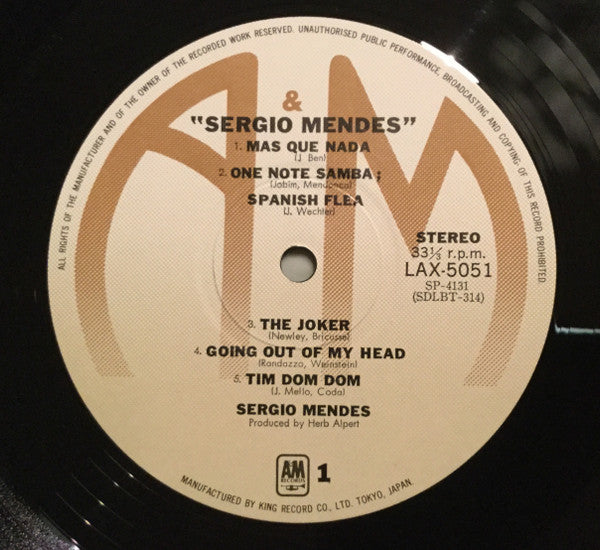 ALL RIGHTS OF THE MANUFACTURER AND OF THE OWNER OF THE RECORDED WORK RESERVED. UNAUTHORISED PUBLIC PERFORMANCE, BROADCASTING AND COPYING OF THIS RECORD PROHIBITED.
A&M
"SERGIO MENDES"
1. MAS QUE NADA
(J. Ben)
2. ONE NOTE SAMBA;
(Jobim, Mendonca)
SPANISH FLEA
(J. Wechter)
STEREO
33⅓ r.p.m.
LAX-5051
SP-4131
(SDLBT-314)
3. THE JOKER
(Newley, Bricusse)
4. GOING OUT OF MY HEAD
(Randazzo, Weinstein)
5. TIM DOM DOM
(J. Mello, Coda)
SERGIO MENDES
Produced by Herb Alpert
A&M
RECORDS
1
MANUFACTURED BY KING RECORD CO., LTD. TOKYO, JAPAN